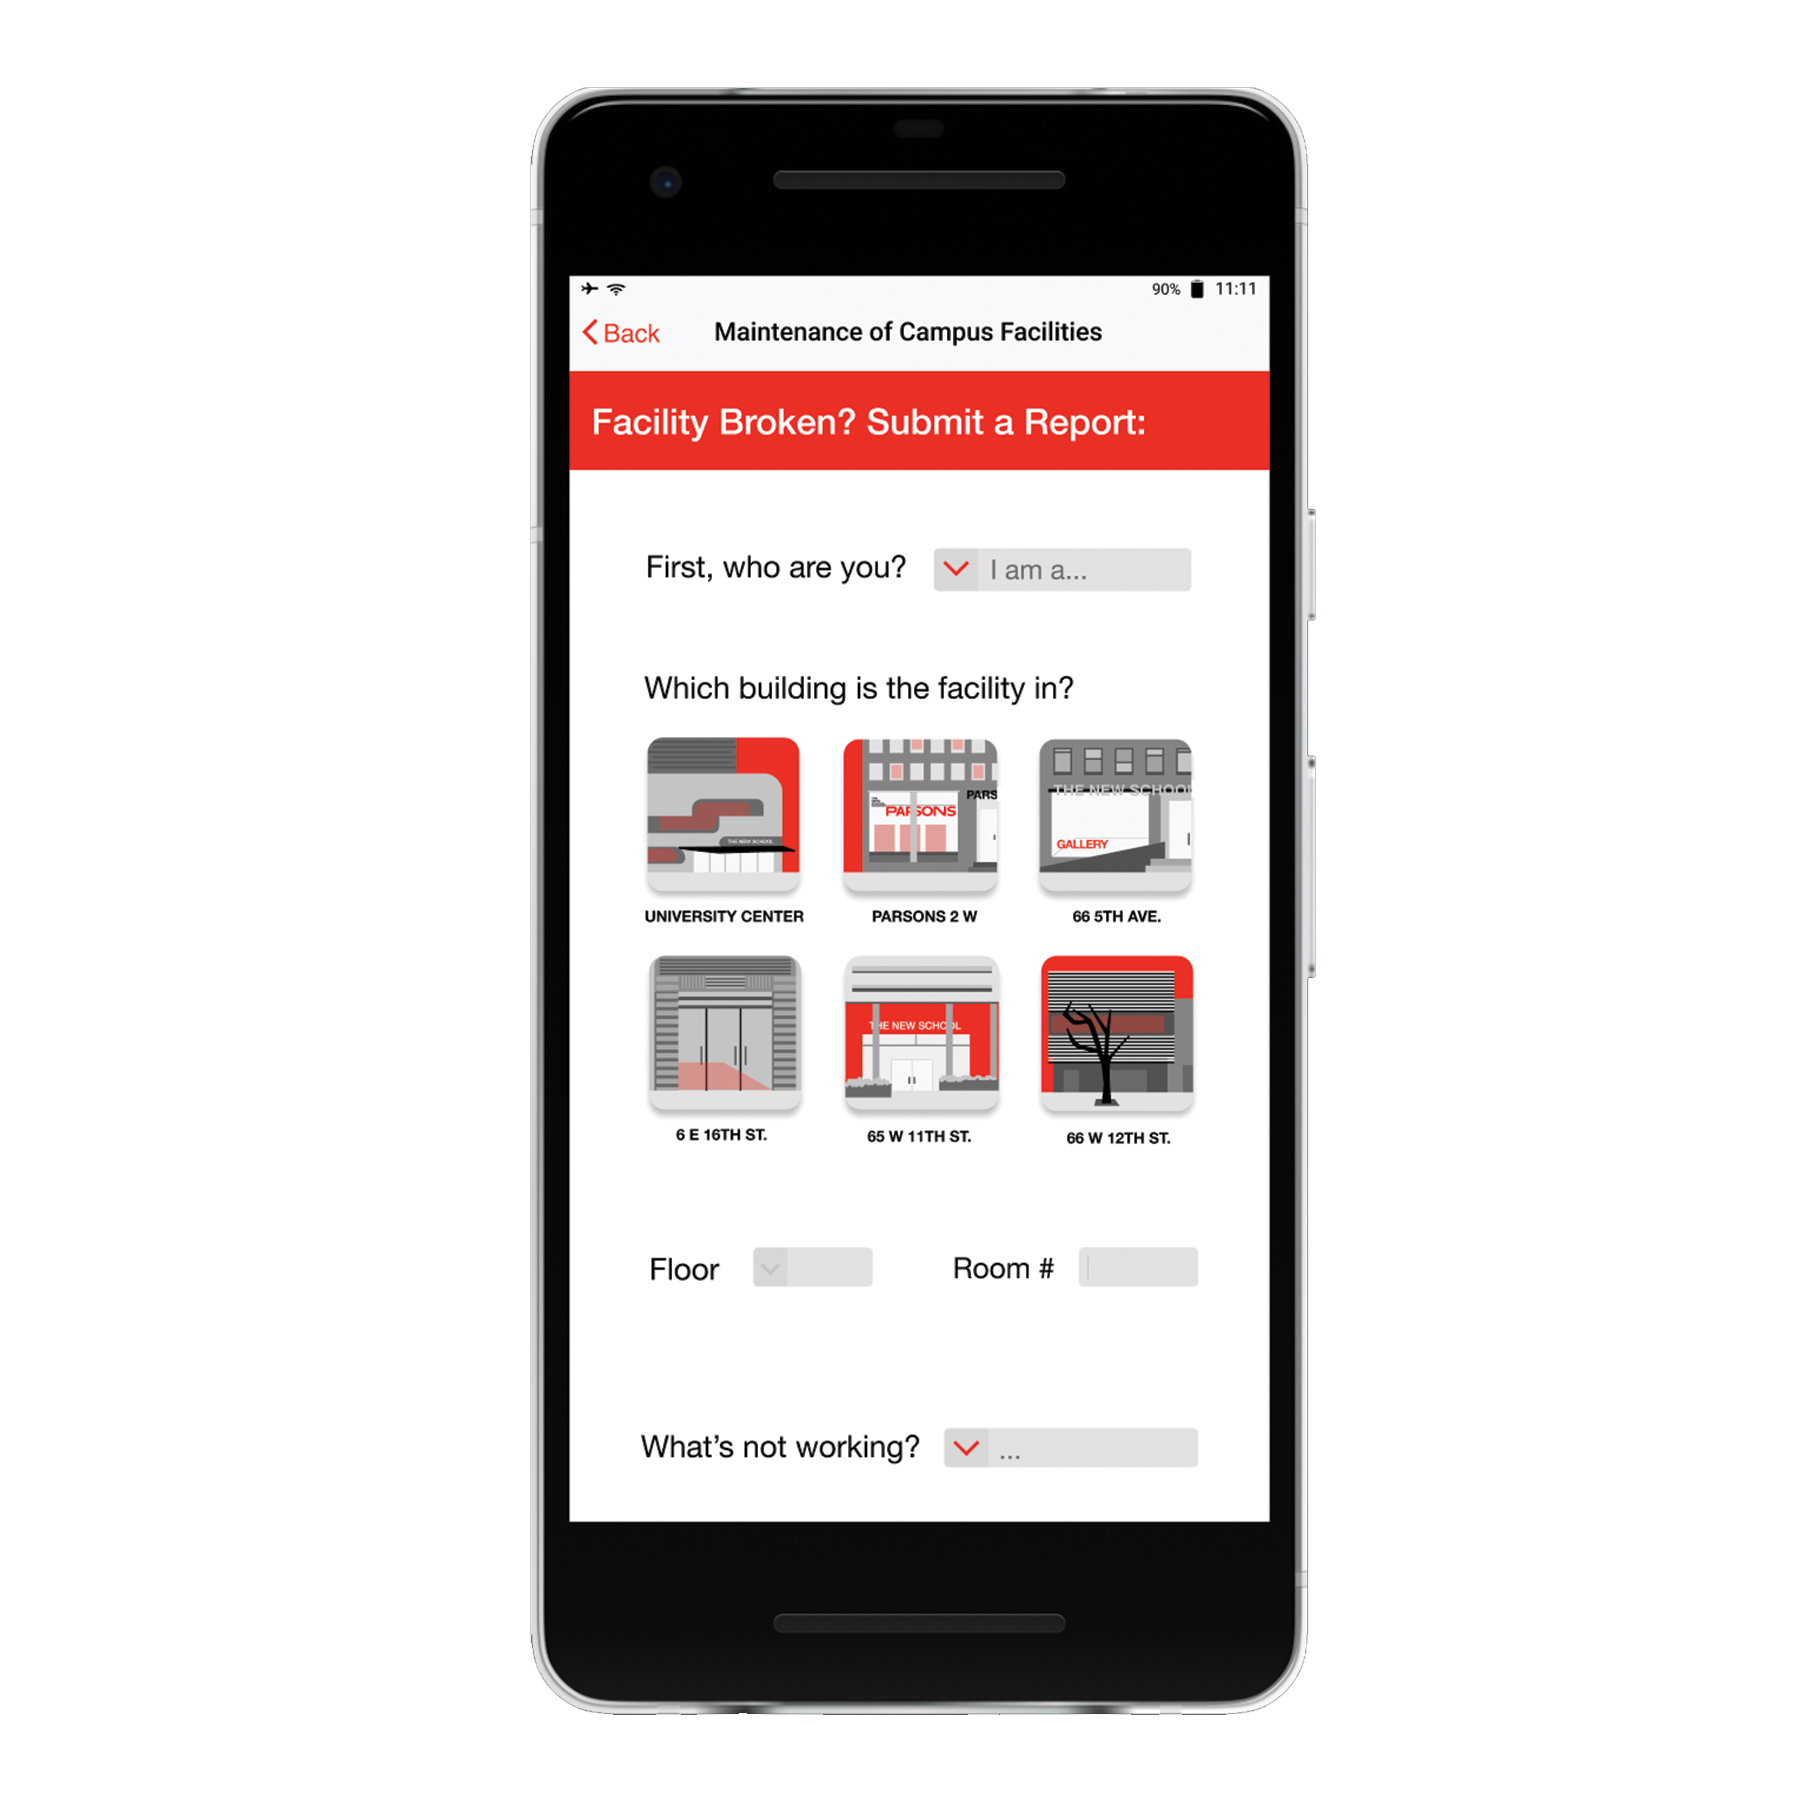 90% 11:11
Back Maintenance of Campus Facilities
Facility Broken? Submit a Report:
First, who are you? I am a...
Which building is the facility in?
THE NEW SCHOOL
PARSONS
PARS
THE NEW SCHOOL
GALLERY
UNIVERSITY CENTER PARSONS 2 W 66 5TH AVE.
THE NEW SCHOOL
6 E 16TH ST. 65 W 11TH ST. 66 W 12TH ST.
Floor Room #
What's not working? ...